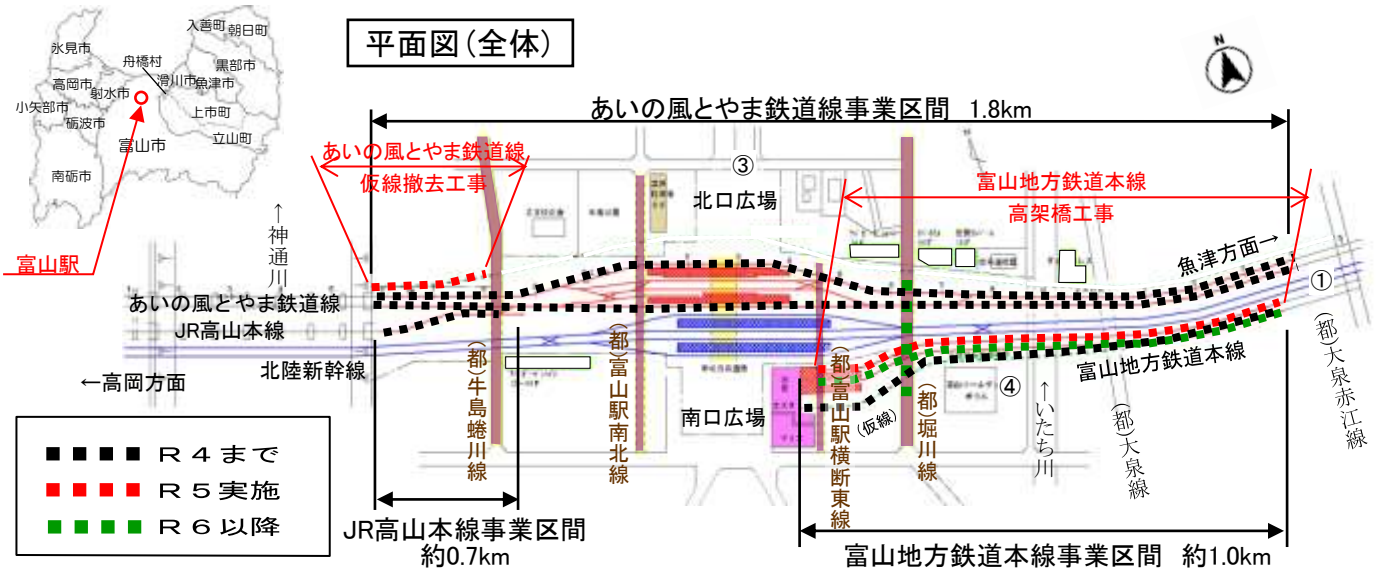 平面図(全体)
N
入善町
朝日町
氷見市
舟橋村
黒部市
高岡市
滑川市
魚津市
射水市
小矢部市
上市町
砺波市
立山町
富山市
南砺市
富山駅
あいの風とやま鉄道線事業区間 1.8km
あいの風とやま鉄道線
仮線撤去工事
③
北口広場
富山地方鉄道本線
高架橋工事
←神通川
魚津方面→
①
あいの風とやま鉄道線
JR高山本線
北陸新幹線
←高岡方面
(都)牛島蜷川線
(都)富山駅南北線
南口広場
(都)富山駅横断東線
(仮線)
(都)堀川線
④
富山地方鉄道本線
←いたち川
(都)大泉線
(都)大泉赤江線
R4まで
R5実施
R6以降
JR高山本線事業区間
約0.7km
富山地方鉄道本線事業区間 約1.0km